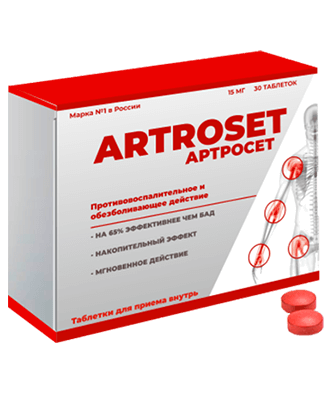 Марка №1 в России
15 МГ 30 ТАБЛЕТОК
ARTROSET
АРТРОСЕТ
Противовоспалительное и
обезболивающее действие
- НА 65% ЭФФЕКТИВНЕЕ ЧЕМ БАД
- НАКОПИТЕЛЬНЫЙ ЭФФЕКТ
- МГНОВЕННОЕ ДЕЙСТВИЕ
Таблетки для приема внутрь